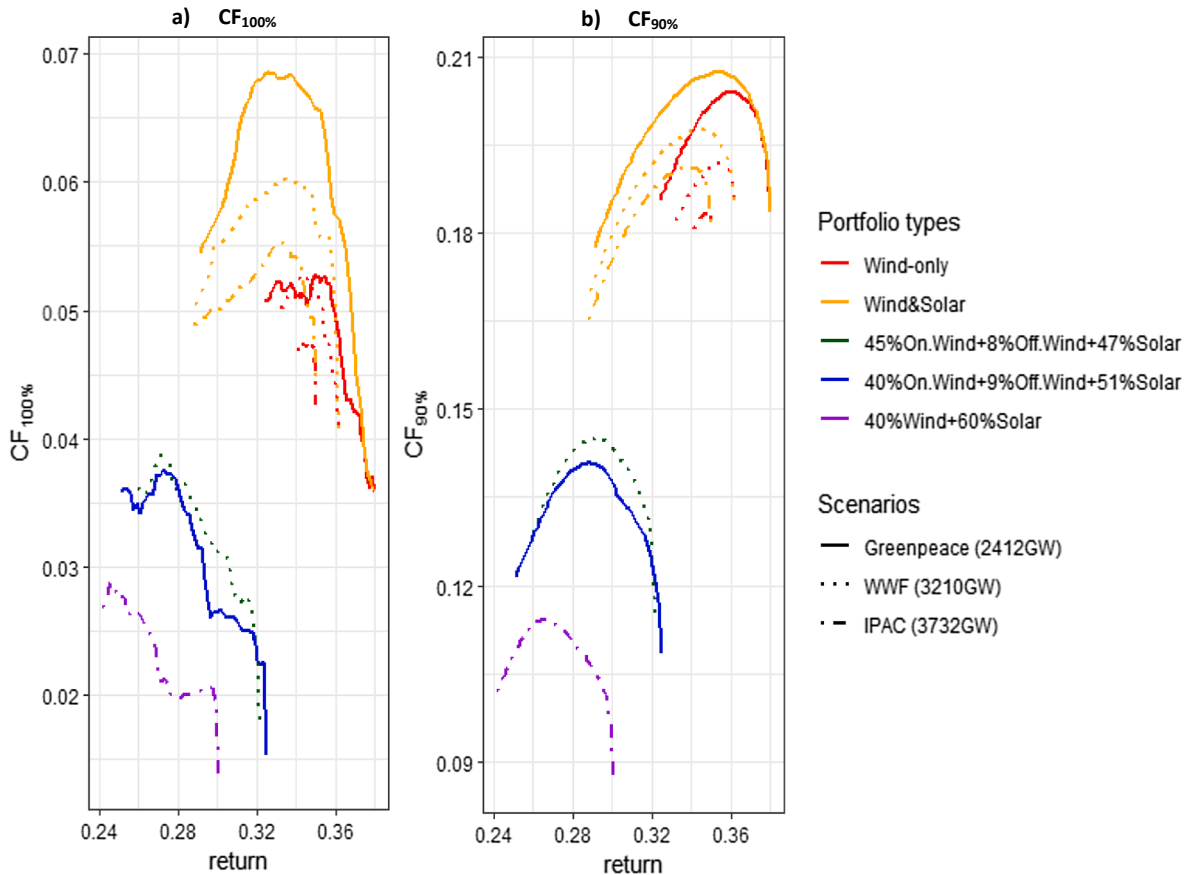 a) CF100% b) CF90%
0.07
0.06
0.05
0.04
0.03
0.02
CF100%
0.24 0.28 0.32 0.36
return
0.21
0.18
0.15
0.12
0.09
CF90%
0.24 0.28 0.32 0.36
return
Portfolio types
Wind-only
Wind&Solar
45%On.Wind+8%Off.Wind+47%Solar
40%On.Wind+9%Off.Wind+51%Solar
40%Wind+60%Solar
Scenarios
Greenpeace (2412GW)
WWF (3210GW)
IPAC (3732GW)